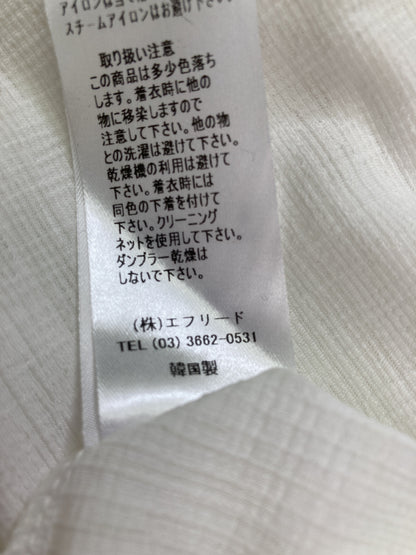 スチームアイロンはお避け下さい。
取り扱い注意
この商品は多少色落ち
します。着衣時に他の
物に移染しますので
注意して下さい。他の物
との洗濯は避けて下さい。
乾燥機の利用は避けて
下さい。着衣時には
同色の下着を付けて
下さい。クリーニング
ネットを使用して下さい。
ダンブラー乾燥は
しないで下さい。
(株)エフリード
TEL (03) 3662-0531
韓国製